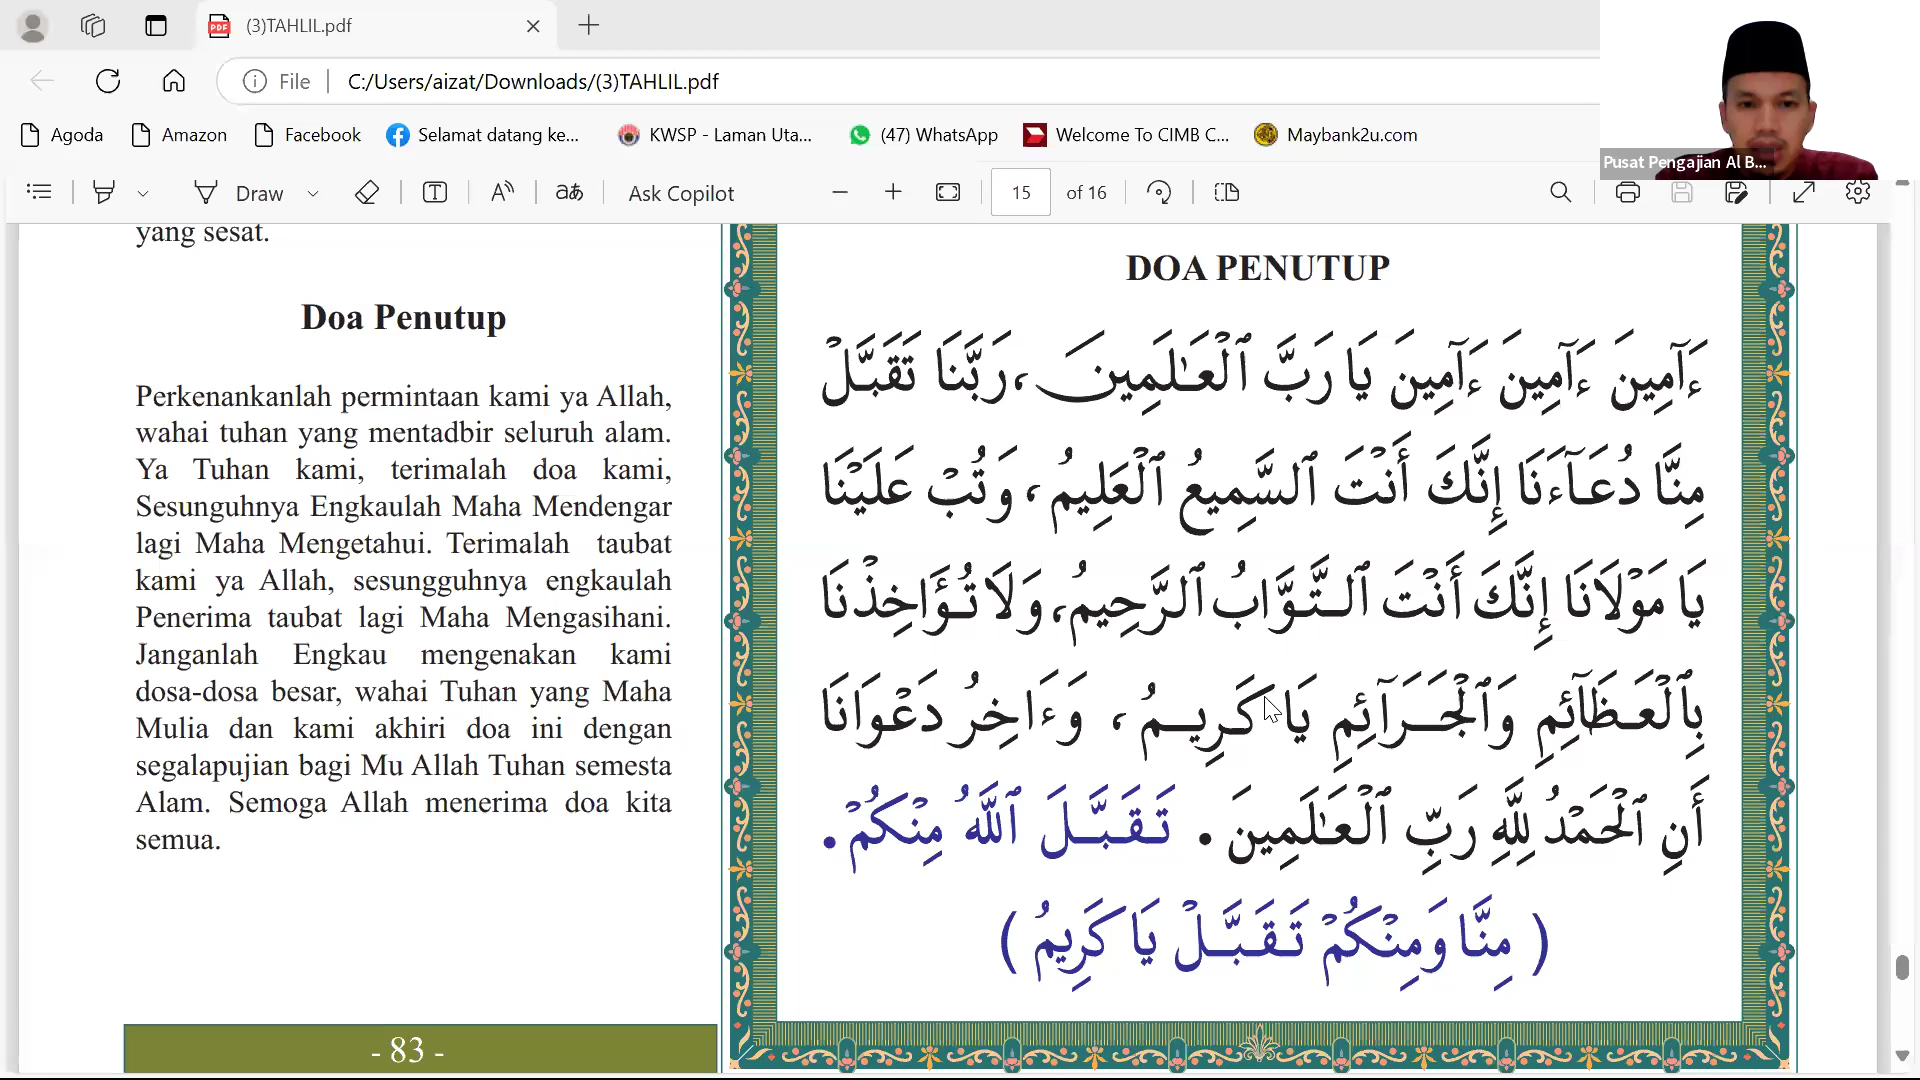 (3)TAHLIL.pdf
File
C:/Users/aizat/Downloads/(3)TAHLIL.pdf
Agoda
Amazon
Facebook
Selamat datang ke...
KWSP - Laman Uta...
(47) WhatsApp
Welcome To CIMB C...
Maybank2u.com
Pusat Pengajian Al B...
Draw
Ask Copilot
15 of 16
yang sesat.
Doa Penutup
Perkenankanlah permintaan kami ya Allah,
wahai tuhan yang mentadbir seluruh alam.
Ya Tuhan kami, terimalah doa kami,
Sesunguhnya Engkaulah Maha Mendengar
lagi Maha Mengetahui. Terimalah taubat
kami ya Allah, sesungguhnya engkaulah
Penerima taubat lagi Maha Mengasihani.
Janganlah Engkau mengenakan kami
dosa-dosa besar, wahai Tuhan yang Maha
Mulia dan kami akhiri doa ini dengan
segalapujian bagi Mu Allah Tuhan semesta
Alam. Semoga Allah menerima doa kita
semua.
- 83 -
DOA PENUTUP
ءَآمِينَ ءَآمِينَ ءَآمِينَ يَا رَبَّ ٱلْعَـٰلَمِينَ ، رَبَّنَا تَقَبَّلْ
مِنَّا دُعَآءَنَا إِنَّكَ أَنْتَ ٱلسَّمِيعُ ٱلْعَلِيمُ ، وَتُبْ عَلَيْنَا
يَا مَوْلَانَا إِنَّكَ أَنْتَ ٱلتَّوَّابُ ٱلرَّحِيمُ، وَلَا تُؤَاخِذْنَا
بِٱلْعَظَآئِمِ وَٱلْجَرَآئِمِ يَا كَرِيمُ ، وَءَاخِرُ دَعْوَانَا
أَنِ ٱلْحَمْدُ لِلَّهِ رَبِّ ٱلْعَـٰلَمِينَ . تَقَبَّلَ ٱللَّهُ مِنْكُمْ .
( مِنَّا وَمِنْكُمْ تَقَبَّلْ يَا كَرِيمُ )